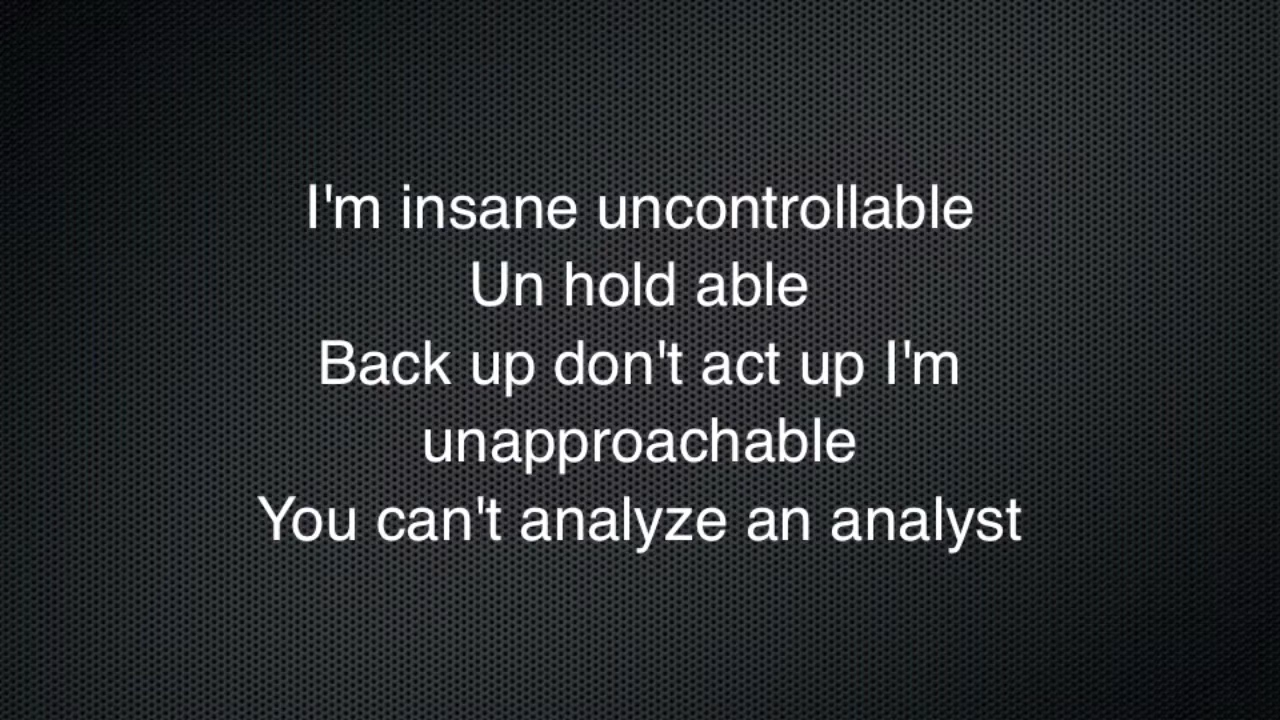 I'm insane uncontrollable
Un hold able
Back up don't act up I'm
unapproachable
You can't analyze an analyst